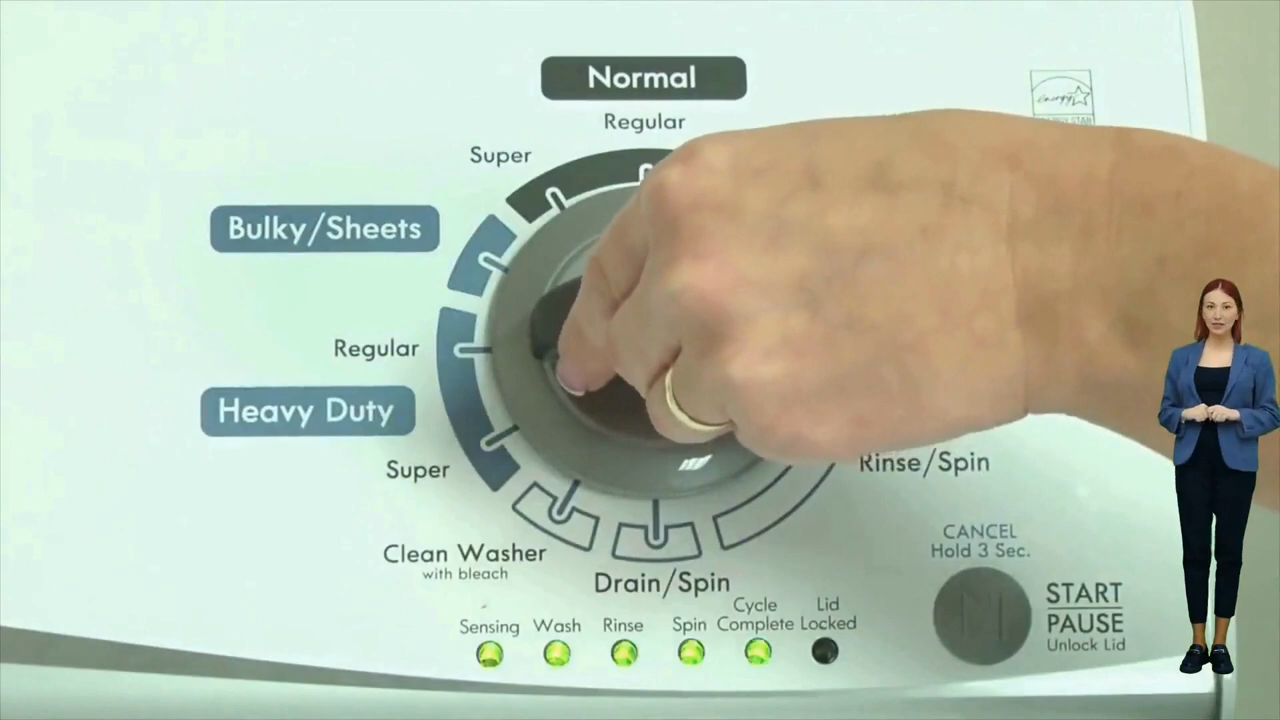 Normal
Regular
energy
Super
Bulky/Sheets
Regular
Heavy Duty
Super
Rinse/Spin
CANCEL
Hold 3 Sec.
Clean Washer
with bleach
Drain/Spin
START
PAUSE
Unlock Lid
Sensing
Wash
Rinse
Spin
Cycle
Complete
Lid
Locked